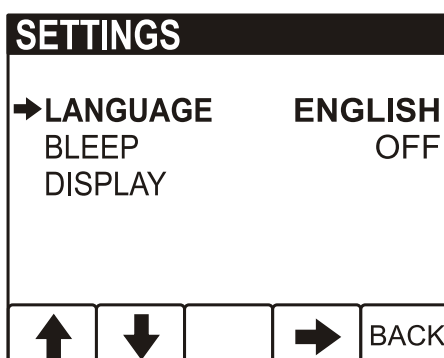 SETTINGS
LANGUAGE ENGLISH
BLEEP OFF
DISPLAY
BACK